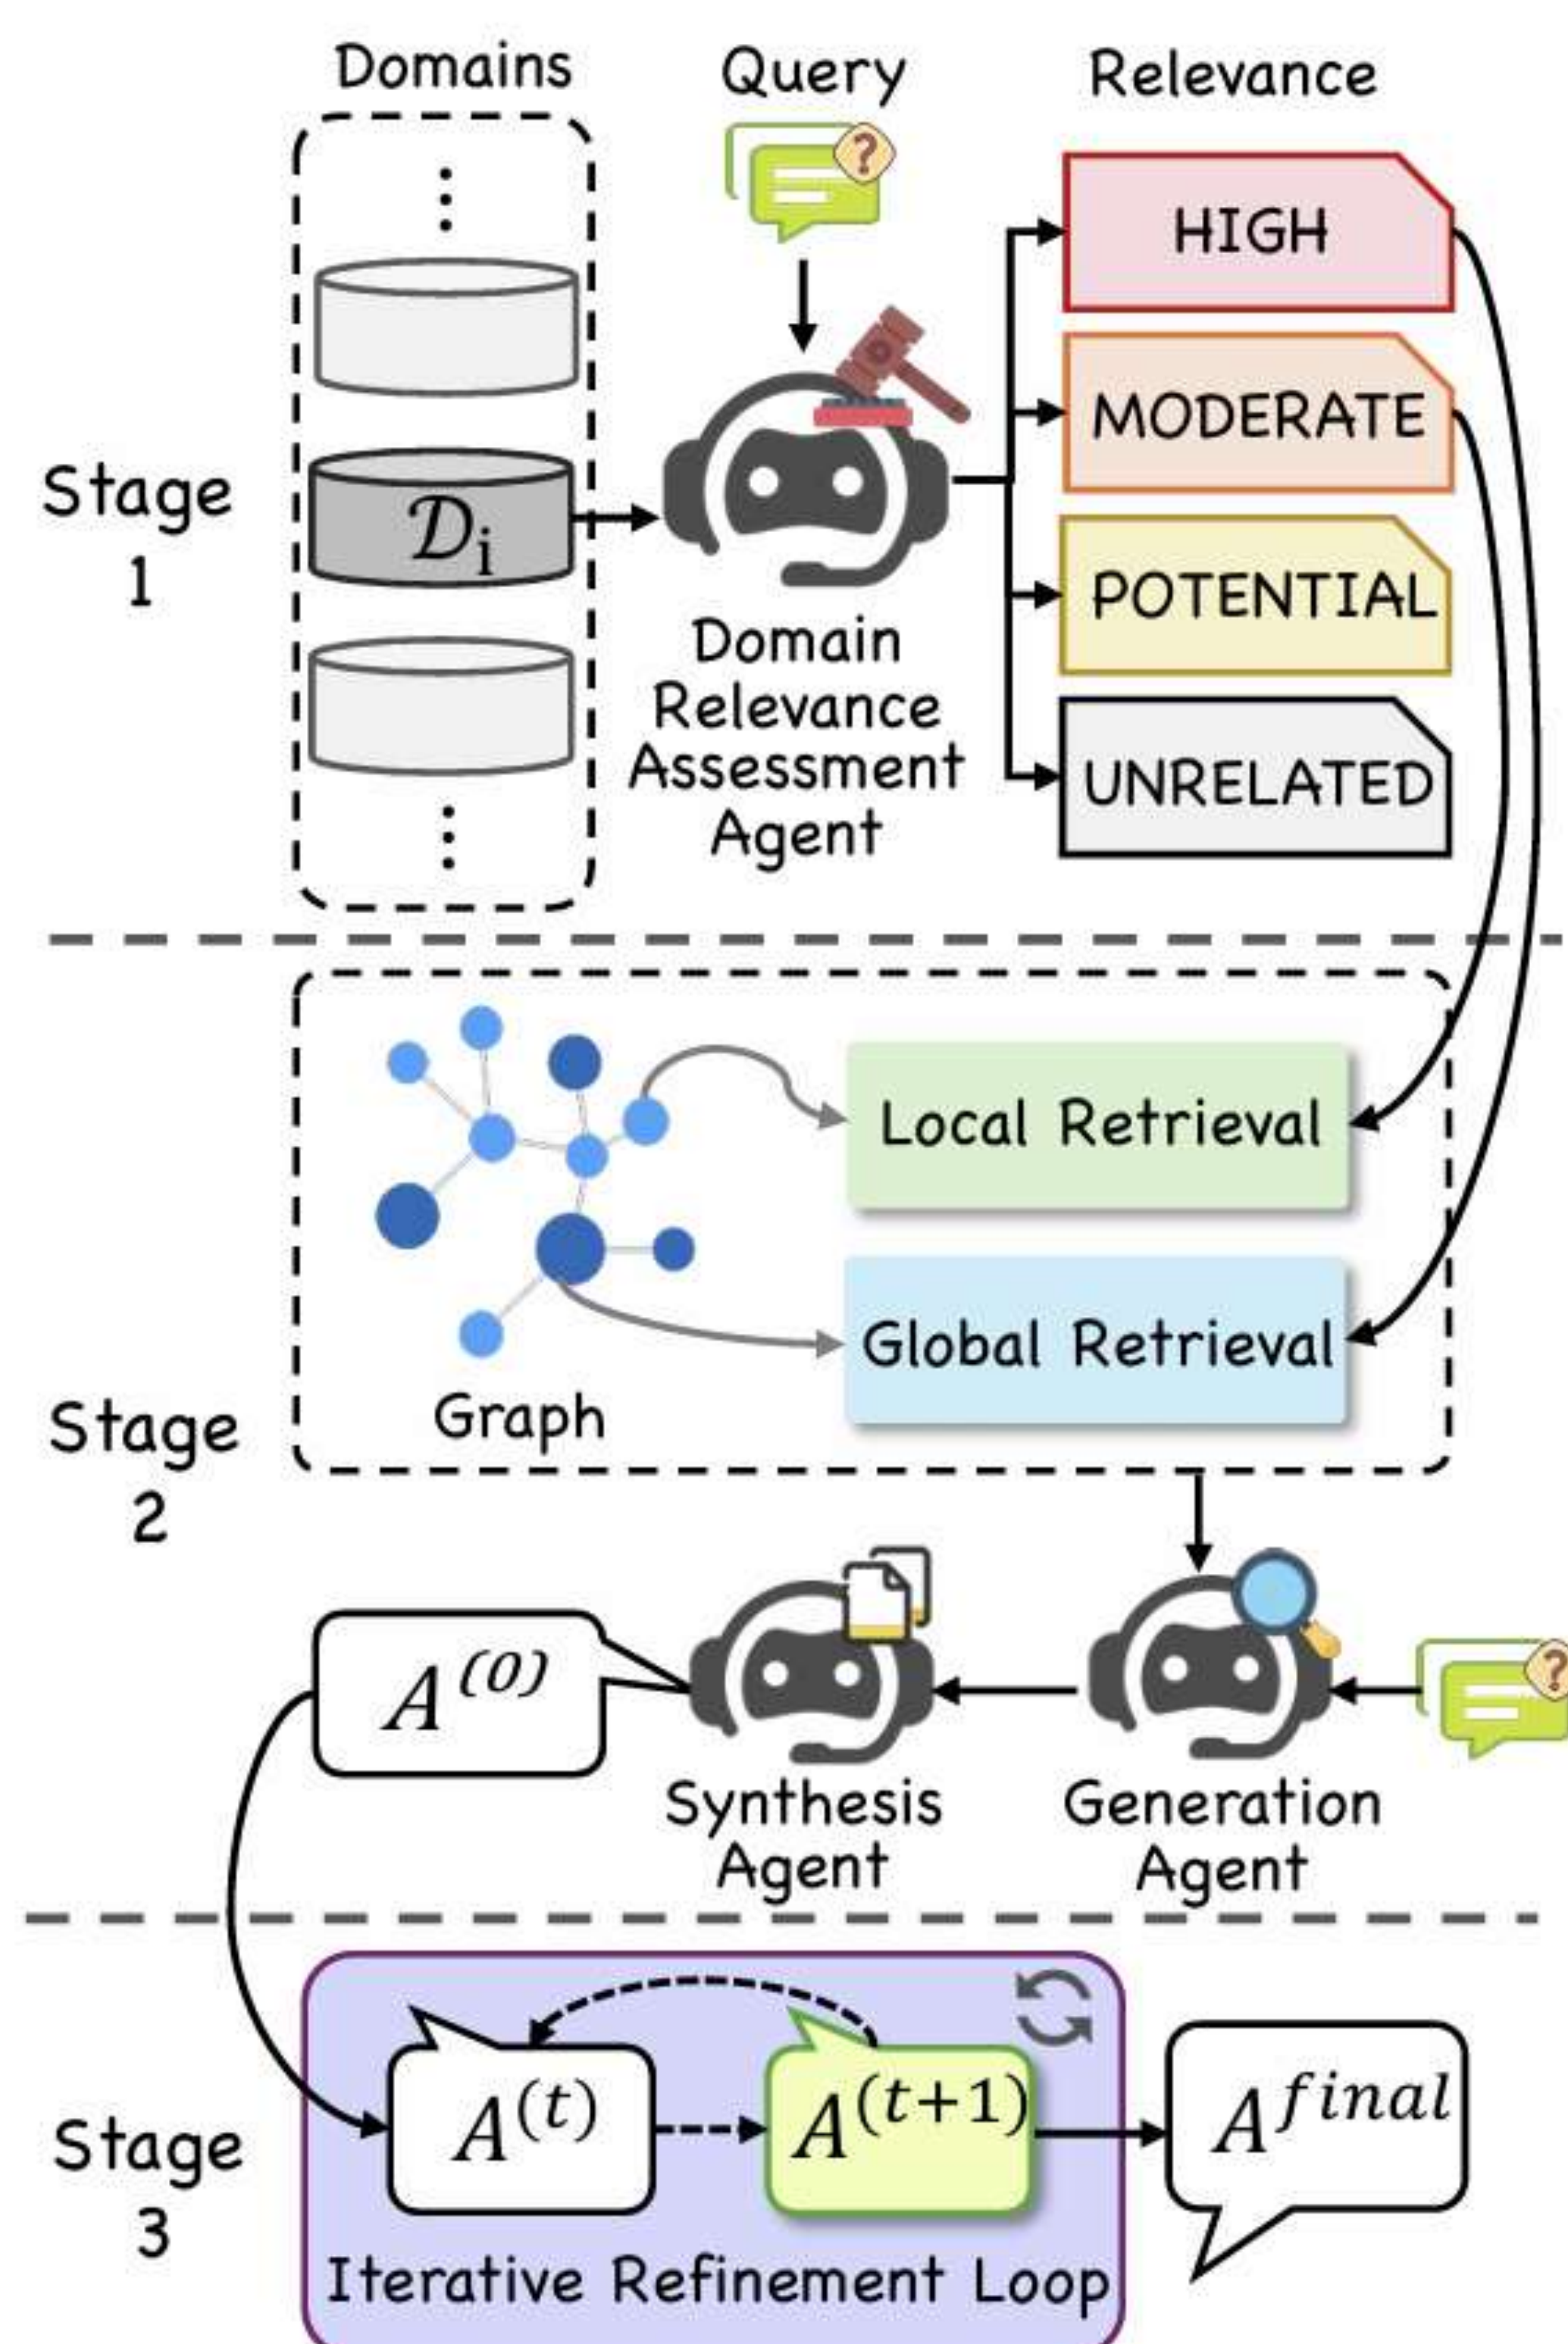 Domains
Query
Relevance
?
HIGH
MODERATE
POTENTIAL
UNRELATED
Stage
1
𝒟i
Domain
Relevance
Assessment
Agent
Local Retrieval
Global Retrieval
Graph
Stage
2
A(0)
?
Synthesis
Agent
Generation
Agent
A(t)
A(t+1)
Afinal
Stage
3
Iterative Refinement Loop